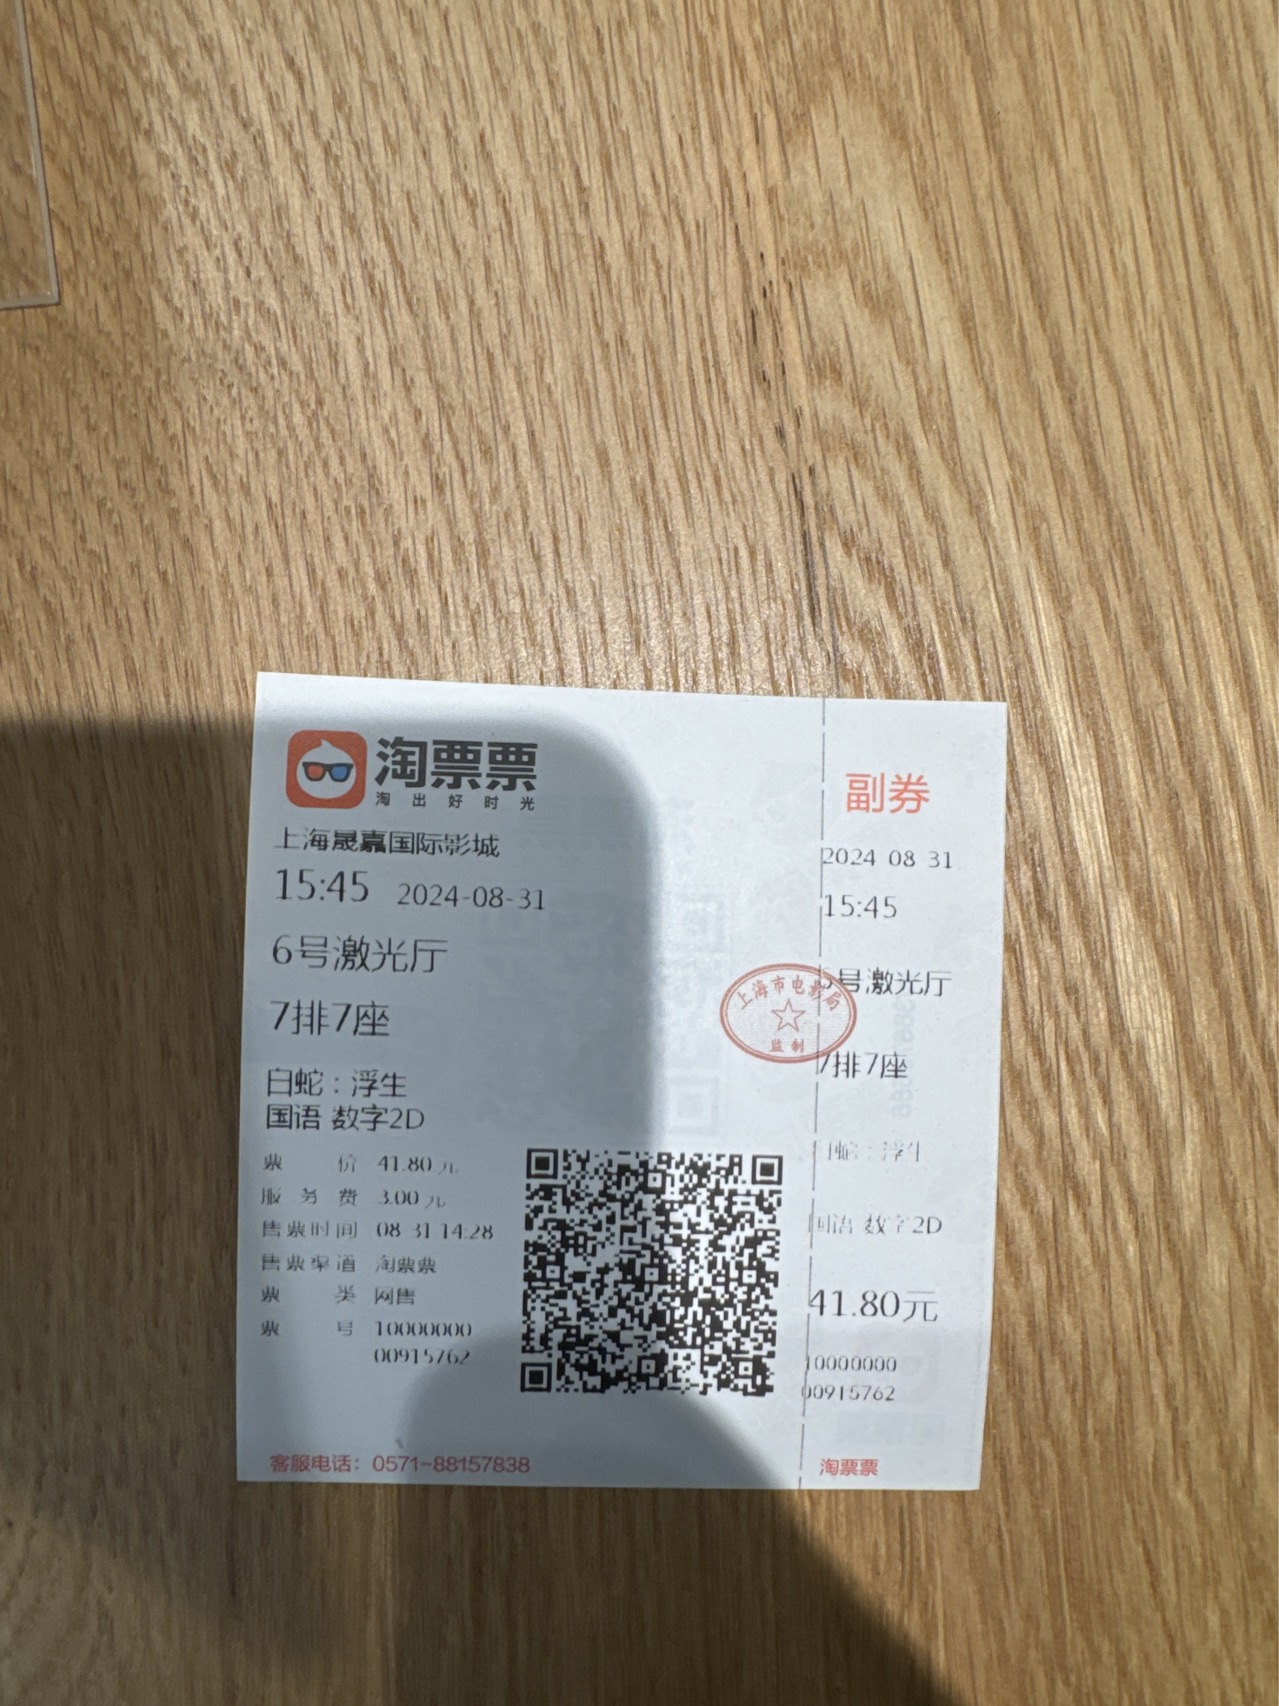 淘票票
淘出好时光
上海晟嘉国际影城
15:45 2024-08-31
6号激光厅
7排7座
白蛇：浮生
国语 数字2D
票价 41.80元
服务费 3.00元
售票时间 08 31 14:28
售票渠道 淘票票
票类 网售
票号 10000000
00915762
客服电话：0571-88157838
副券
2024 08 31
15:45
6号激光厅
上海市电影局
监制
7排7座
白蛇：浮生
国语 数字2D
41.80元
10000000
00915762
淘票票